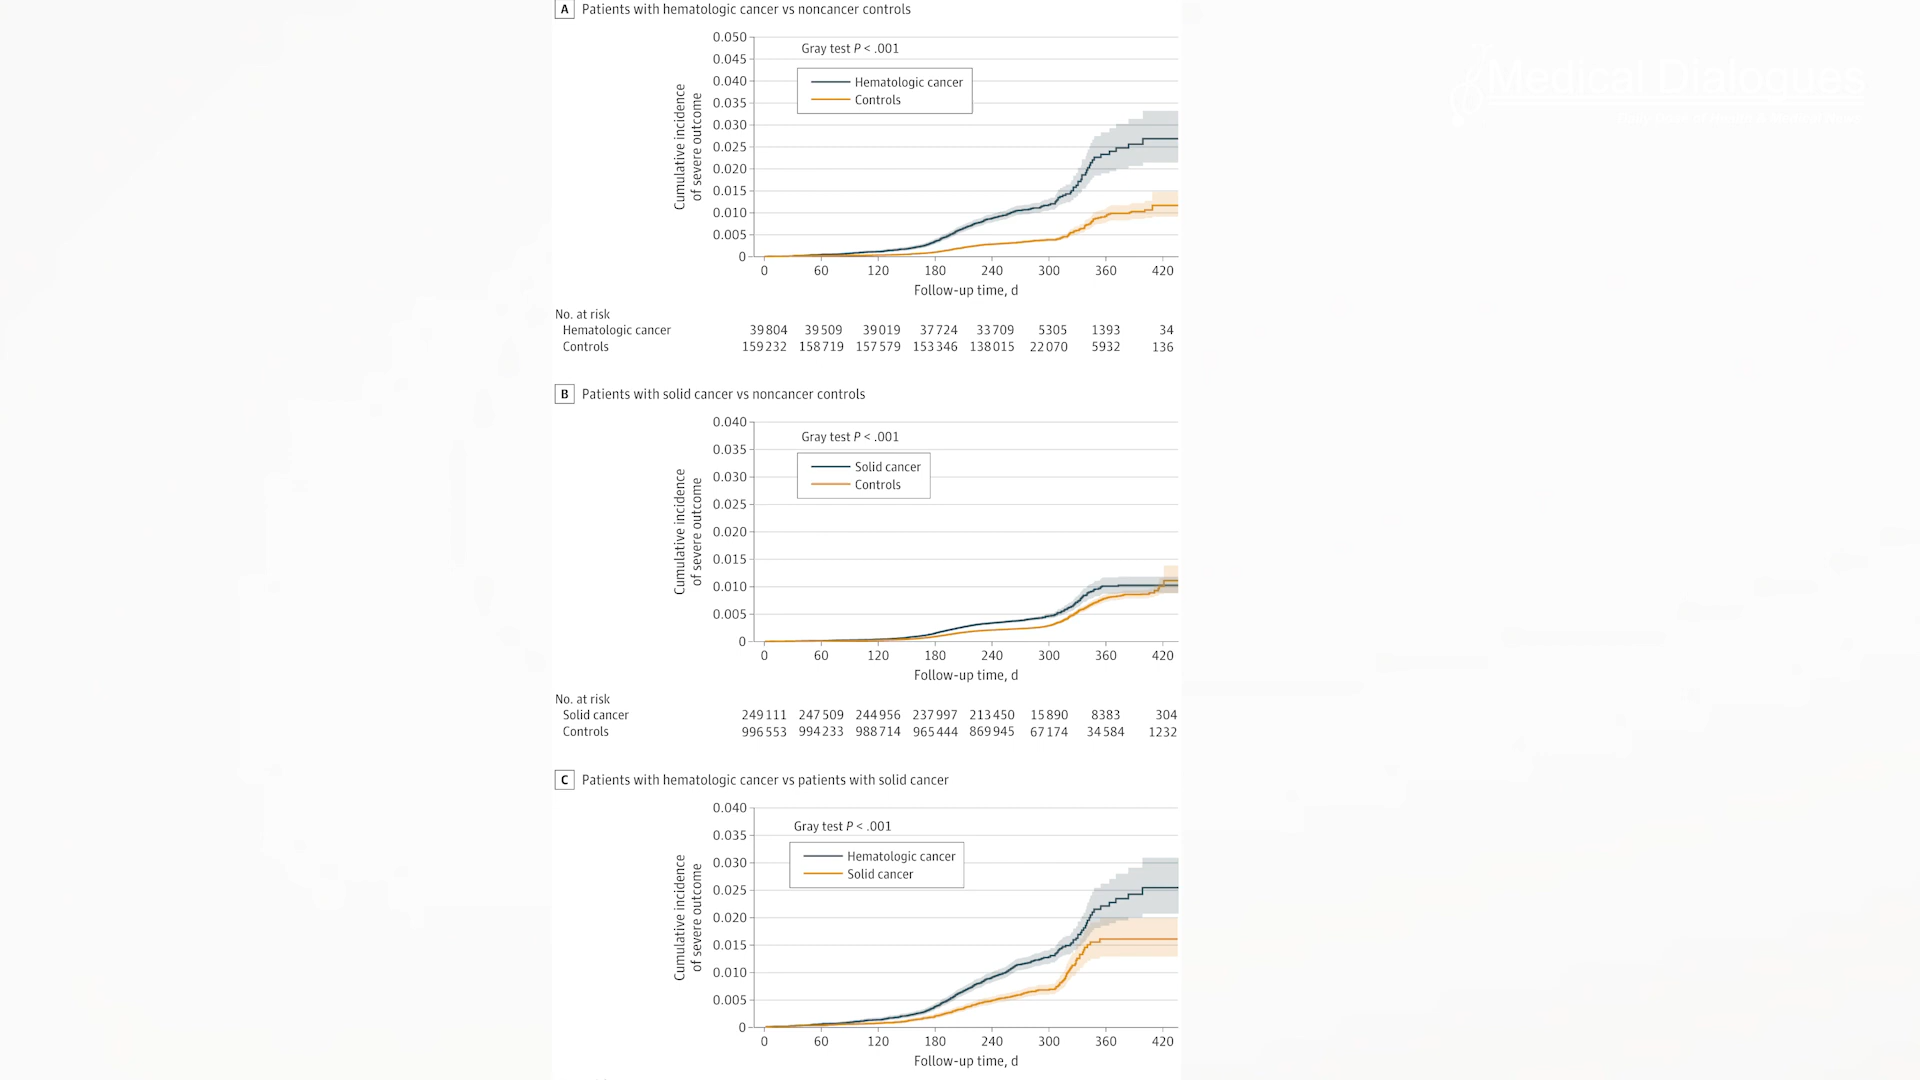 A Patients with hematologic cancer vs noncancer controls
0.050
0.045
0.040
0.035
0.030
0.025
0.020
0.015
0.010
0.005
0
Cumulative incidence
of severe outcome
Gray test P < .001
Hematologic cancer
Controls
0 60 120 180 240 300 360 420
Follow-up time, d
No. at risk
Hematologic cancer 39804 39509 39019 37724 33709 5305 1393 34
Controls 159232 158719 157579 153346 138015 22070 5932 136
B Patients with solid cancer vs noncancer controls
0.040
0.035
0.030
0.025
0.020
0.015
0.010
0.005
0
Cumulative incidence
of severe outcome
Gray test P < .001
Solid cancer
Controls
0 60 120 180 240 300 360 420
Follow-up time, d
No. at risk
Solid cancer 249111 247509 244956 237997 213450 15890 8383 304
Controls 996553 994233 988714 965444 869945 67174 34584 1232
C Patients with hematologic cancer vs patients with solid cancer
0.040
0.035
0.030
0.025
0.020
0.015
0.010
0.005
0
Cumulative incidence
of severe outcome
Gray test P < .001
Hematologic cancer
Solid cancer
0 60 120 180 240 300 360 420
Follow-up time, d
Medical Dialogues